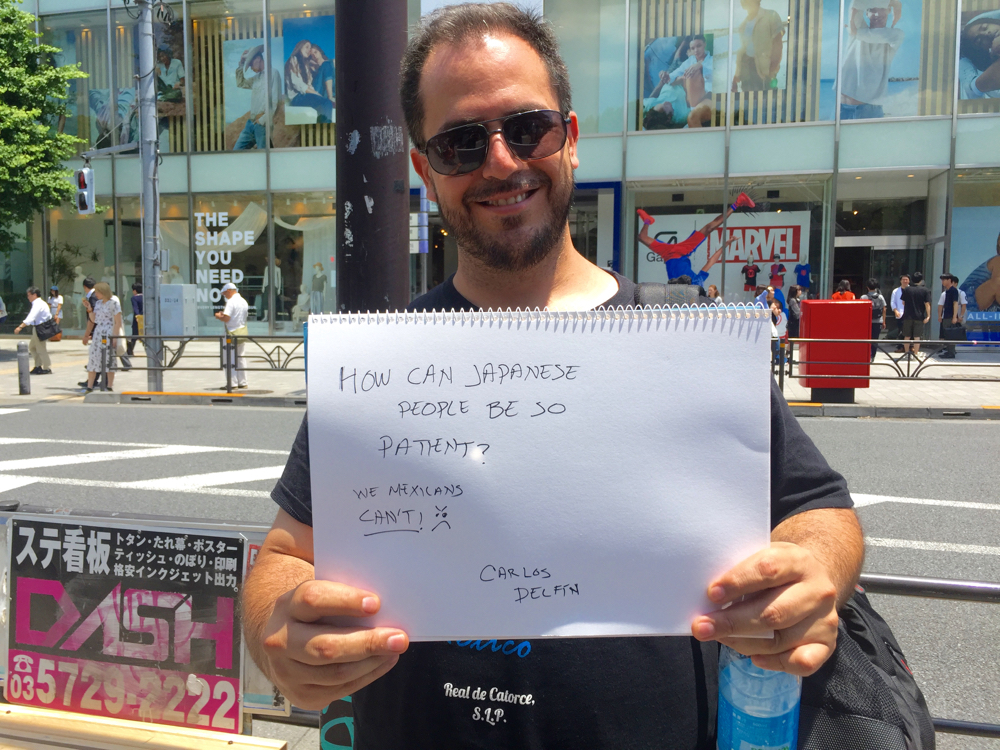 THE
SHAPE
YOU
NEED
NOW
Ga
MARVEL
ALL-I
HOW CAN JAPANESE
PEOPLE BE SO
PATIENT?
WE MEXICANS
CAN'T!
CARLOS
DELFIN
ステ看板
トタン・たれ幕・ポスター
ティッシュ・のぼり・印刷
格安インクジェット出力.
DASH
☎03 5729-2222
Real de Catorce,
S.L.P.